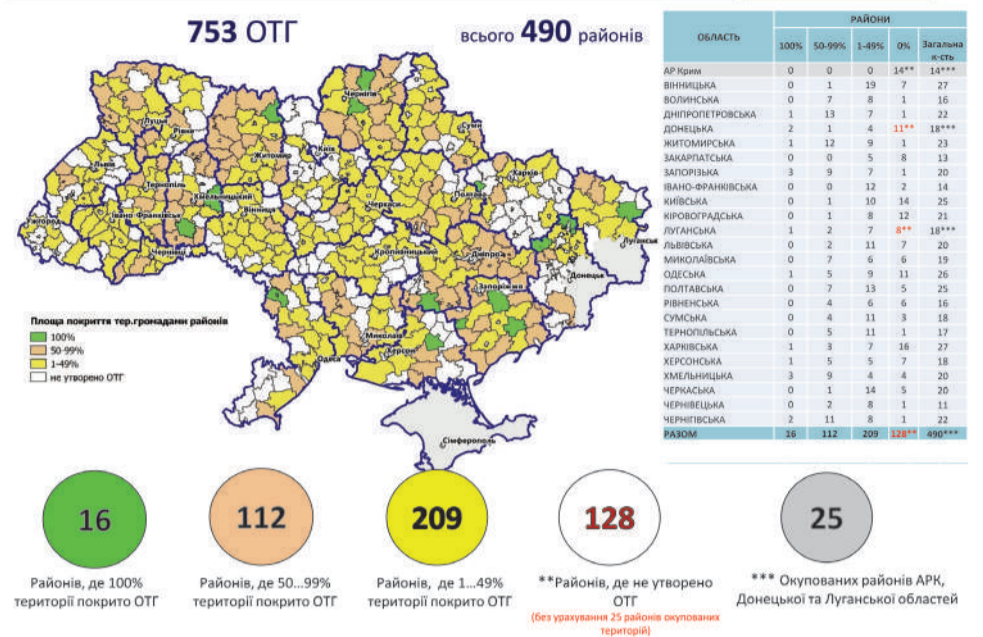 753 ОТГ
всього 490 районів
Чернігів
Луцьк
Рівне
Суми
Київ
Житомир
Львів
Харків
Тернопіль
Хмельницький
Полтава
Вінниця
Черкаси
Івано-Франківськ
Ужгород
Луганськ
Чернівці
Кропивницький
Дніпро
Донецьк
Запоріжжя
Миколаїв
Херсон
Одеса
Сімферополь
Площа покриття тер.громадами районів
100%
50-99%
1-49%
не утворено ОТГ
ОБЛАСТЬ РАЙОНИ
100% 50-99% 1-49% 0% Загальна к-сть
АР Крим 0 0 0 14** 14***
ВІННИЦЬКА 0 1 19 7 27
ВОЛИНСЬКА 0 7 8 1 16
ДНІПРОПЕТРОВСЬКА 1 13 7 1 22
ДОНЕЦЬКА 2 1 4 11** 18***
ЖИТОМИРСЬКА 1 12 9 1 23
ЗАКАРПАТСЬКА 0 0 5 8 13
ЗАПОРІЗЬКА 3 9 7 1 20
ІВАНО-ФРАНКІВСЬКА 0 0 12 2 14
КИЇВСЬКА 0 1 10 14 25
КІРОВОГРАДСЬКА 0 1 8 12 21
ЛУГАНСЬКА 1 2 7 8** 18***
ЛЬВІВСЬКА 0 2 11 7 20
МИКОЛАЇВСЬКА 0 7 6 6 19
ОДЕСЬКА 1 5 9 11 26
ПОЛТАВСЬКА 0 7 13 5 25
РІВНЕНСЬКА 0 4 6 6 16
СУМСЬКА 0 4 11 3 18
ТЕРНОПІЛЬСЬКА 0 5 11 1 17
ХАРКІВСЬКА 1 3 7 16 27
ХЕРСОНСЬКА 1 5 5 7 18
ХМЕЛЬНИЦЬКА 3 9 4 4 20
ЧЕРКАСЬКА 0 1 14 5 20
ЧЕРНІВЕЦЬКА 0 2 8 1 11
ЧЕРНІГІВСЬКА 2 11 8 1 22
РАЗОМ 16 112 209 128** 490***
16
Районів, де 100%
території покрито ОТГ
112
Районів, де 50...99%
території покрито ОТГ
209
Районів, де 1...49%
території покрито ОТГ
128
**Районів, де не утворено
ОТГ
(без урахування 25 районів окупованих
територій)
25
*** Окупованих районів АРК,
Донецької та Луганської областей